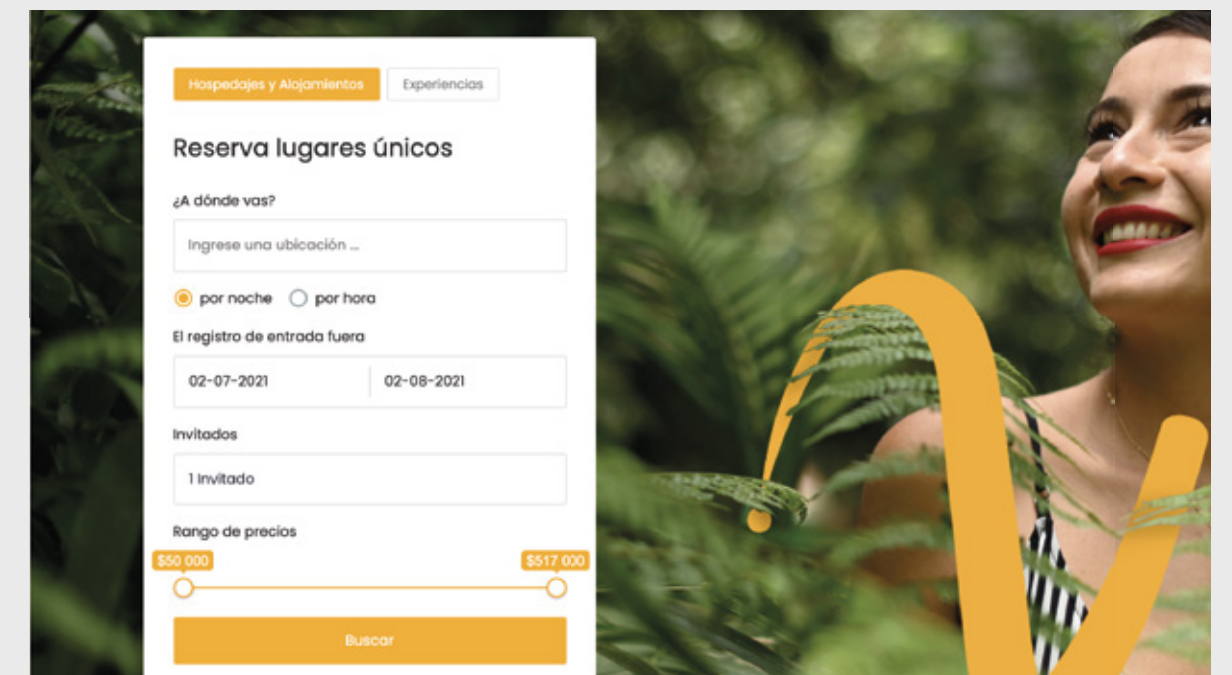 Hospedajes y Alojamientos Experiencias
Reserva lugares únicos
¿A dónde vas?
Ingrese una ubicación ...
por noche por hora
El registro de entrada fuera
02-07-2021 02-08-2021
Invitados
1 Invitado
Rango de precios
$50 000 $517 000
Buscar